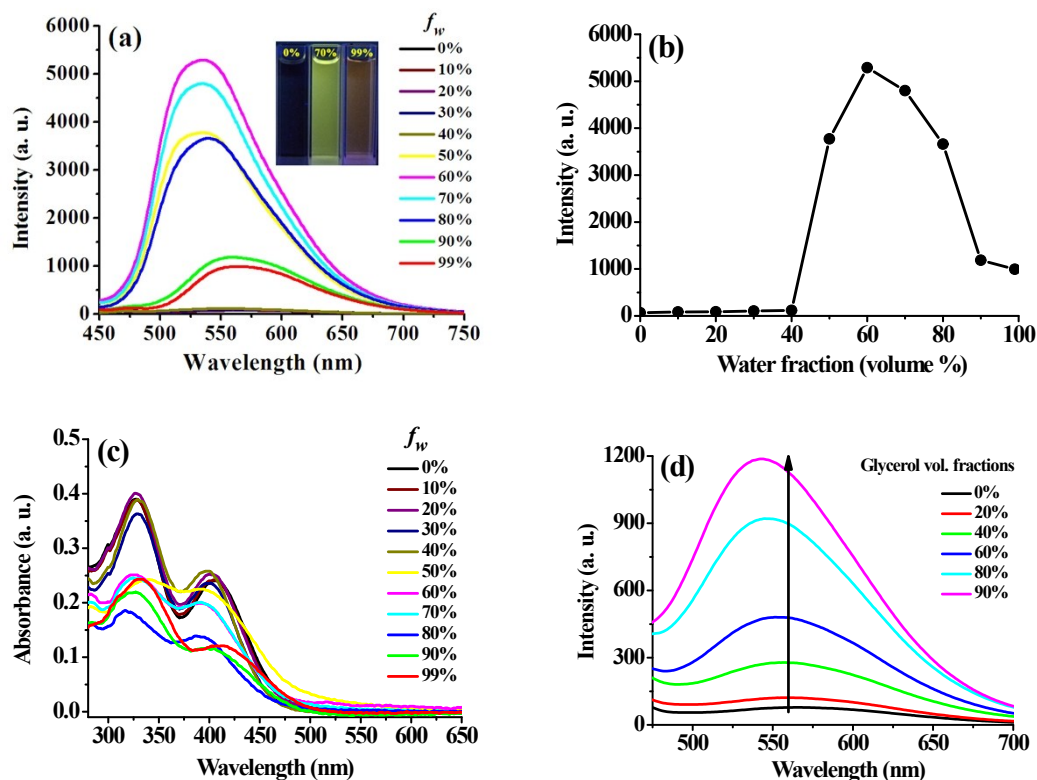 (a)
f_w
0%
10%
20%
30%
40%
50%
60%
70%
80%
90%
99%
0% 70% 99%
6000
5000
4000
3000
2000
1000
0
Intensity (a. u.)
450 500 550 600 650 700 750
Wavelength (nm)
(b)
6000
5000
4000
3000
2000
1000
0
Intensity (a. u.)
0 20 40 60 80 100
Water fraction (volume %)
(c)
f_w
0%
10%
20%
30%
40%
50%
60%
70%
80%
90%
99%
0.5
0.4
0.3
0.2
0.1
0.0
Absorbance (a. u.)
300 350 400 450 500 550 600 650
Wavelength (nm)
(d)
Glycerol vol. fractions
0%
20%
40%
60%
80%
90%
1200
900
600
300
0
Intensity (a. u.)
500 550 600 650 700
Wavelength (nm)